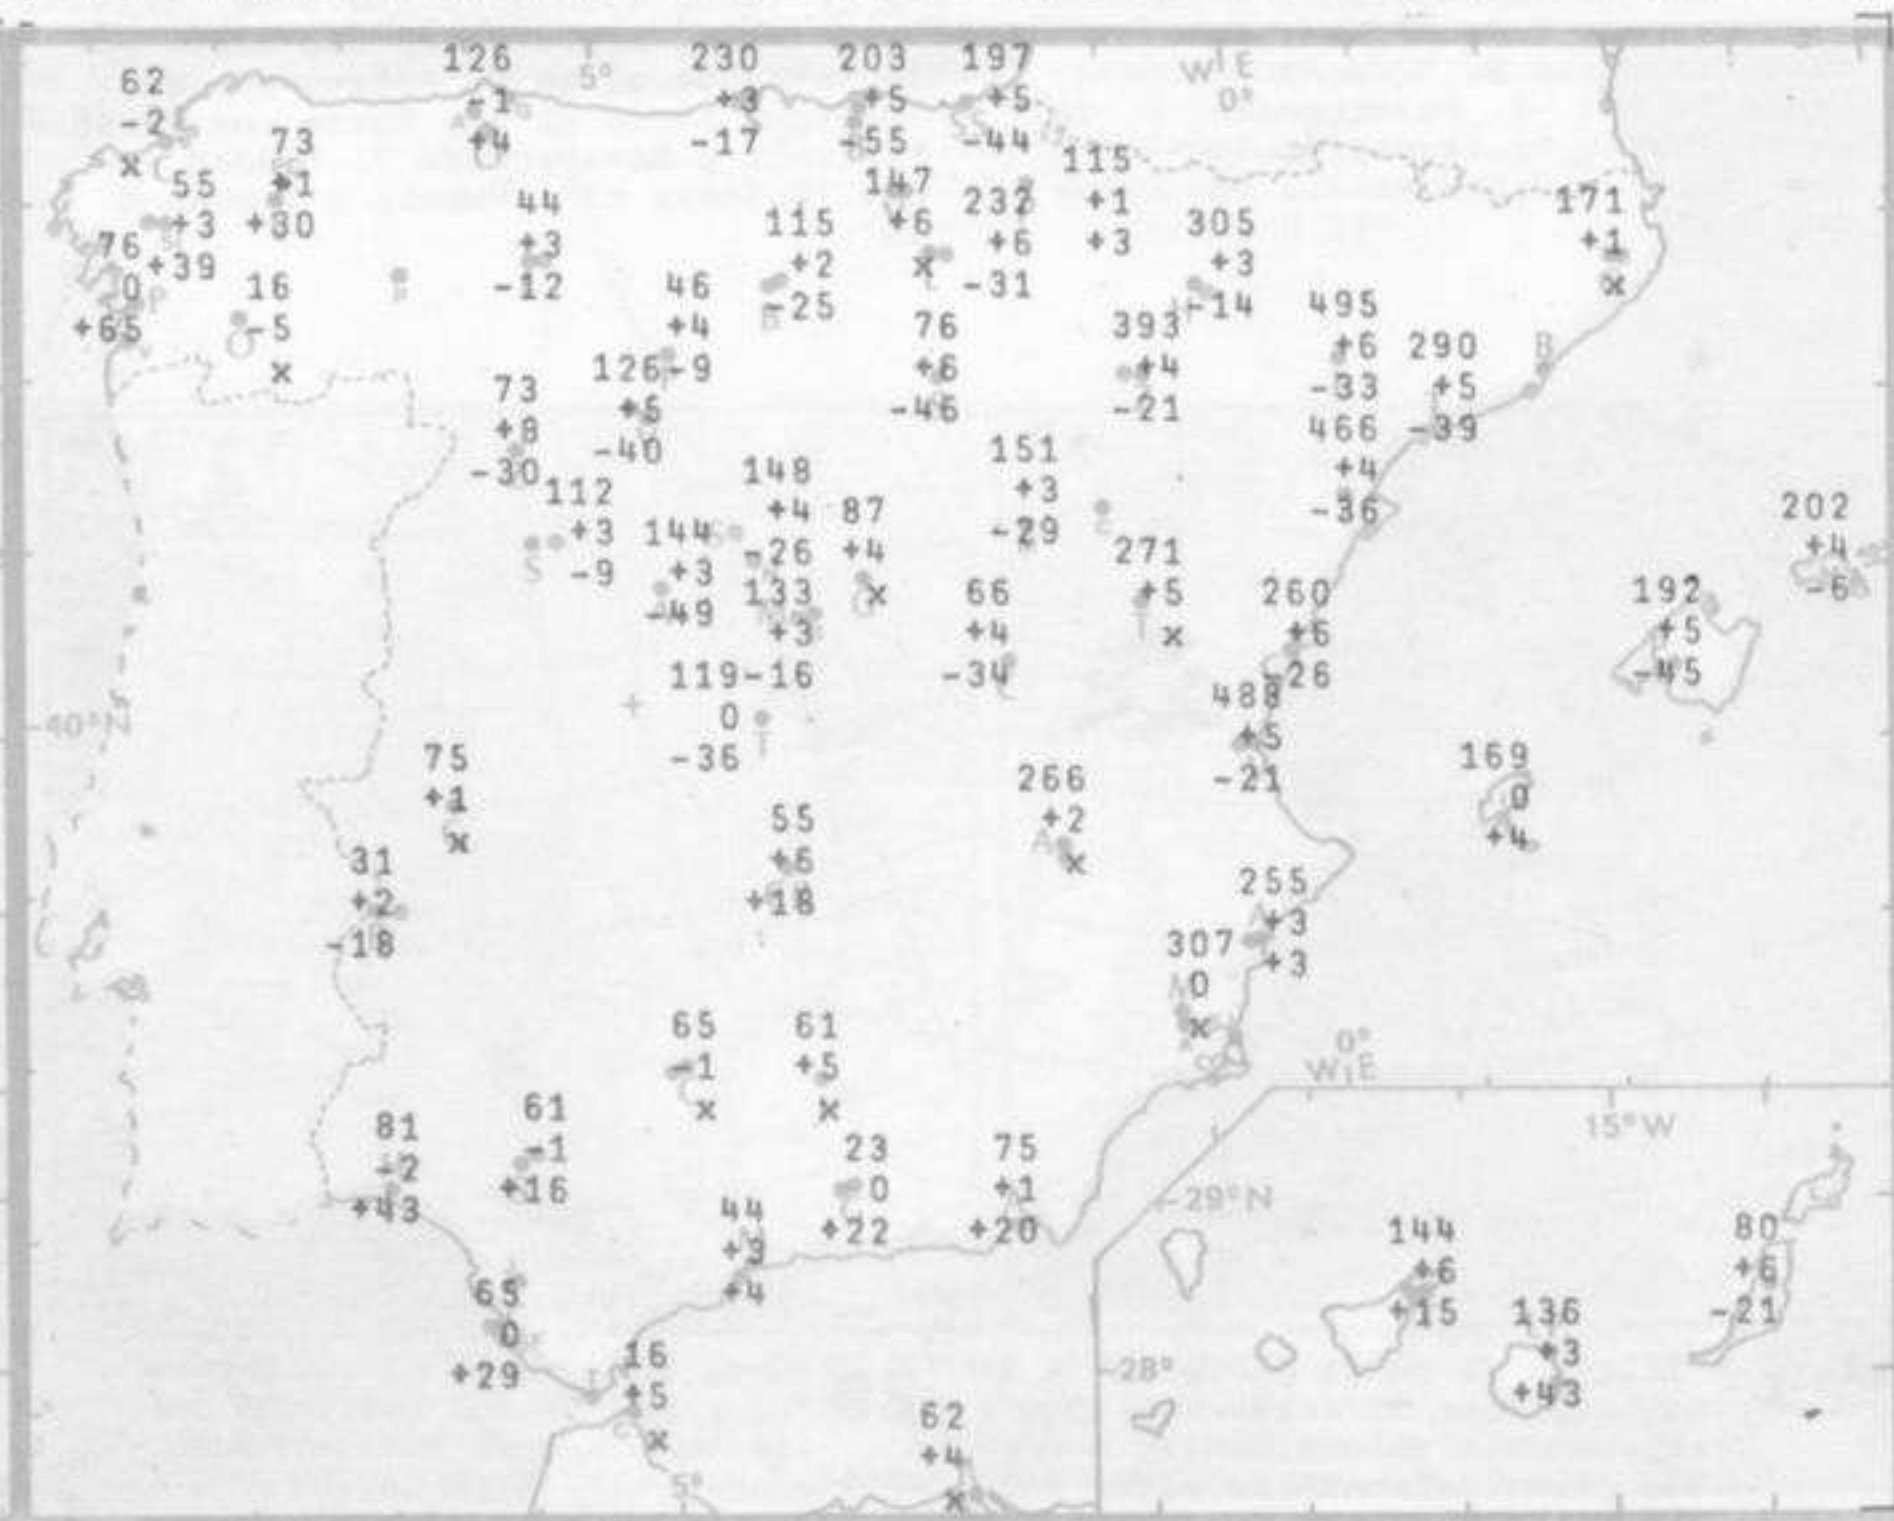 126 230 203 197
5° W E
62 -1 +3 +5 +5 0°
-2 +4 -17 -55 -44
73 115
x +1 147 232 +1 171
55 +30 44 115 +6 +6 +3 305 +1
+3 +3 +2 x -31 +3 x
76 +39 -12 -25 -14
0 16 46 76 393 495
+65 -5 +4 +6 +4 +6 290
x 126 -9 -46 -21 -33 +5
73 +5 466 -39
+8 -40 151 +4
-30 148 +3 -36
112 +4 87 -29 202
+3 144 -26 +4 271 +4
-9 +3 133 x 66 +5 260 192 -6
-49 +3 +4 x +6 +5
119 -16 -34 -26 -45
40°N 0 488
-36 +5
75 266 -21 169
+1 55 +2 0
x +6 x +4
31 +18 255
+2 +3
-18 307 +3
0
65 61 x 0°
-1 +5 W E
81 61 x x
-2 -1 23 75 15°W
+43 +16 0 +1 29°N
44 +22 +20 144 80
+3 +6 +6
65 +4 +15 136 -21
0 16 +3
+29 +5 28° +43
x 62
5° +4
x